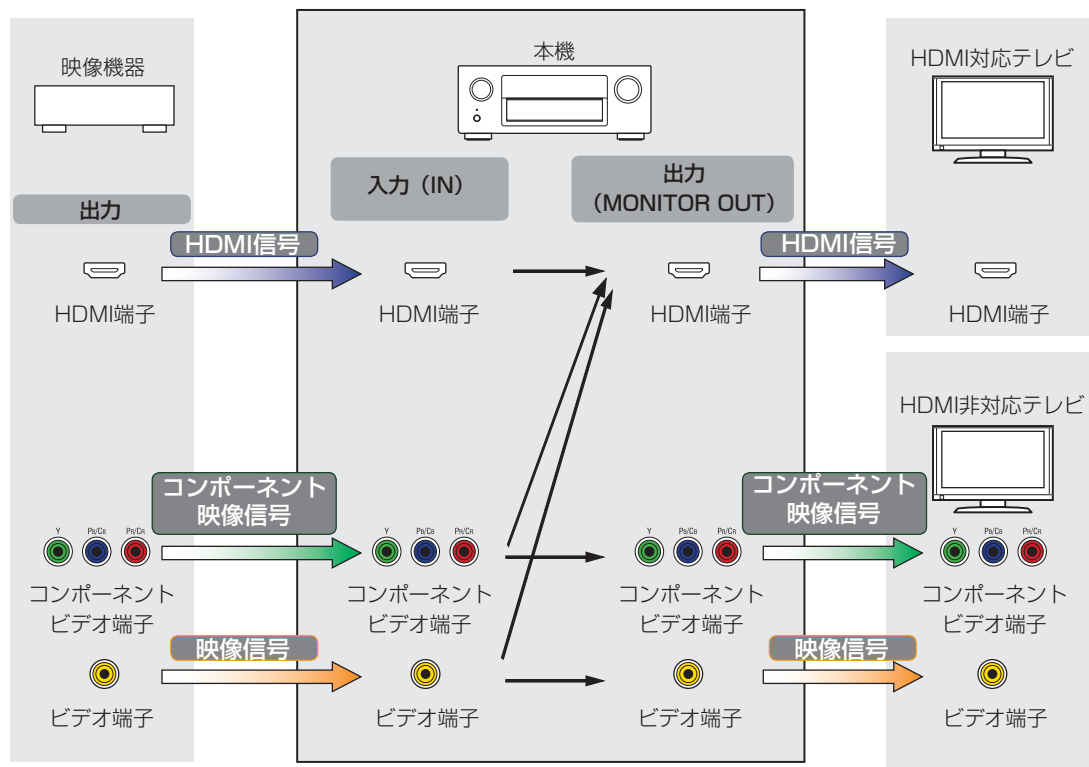 映像機器
本機
HDMI対応テレビ
出力
入力（IN）
出力
（MONITOR OUT）
HDMI信号
HDMI信号
HDMI端子
HDMI端子
HDMI端子
HDMI端子
HDMI非対応テレビ
コンポーネント
映像信号
コンポーネント
映像信号
Y PB/CB PR/CR
Y PB/CB PR/CR
Y PB/CB PR/CR
Y PB/CB PR/CR
コンポーネント
ビデオ端子
コンポーネント
ビデオ端子
コンポーネント
ビデオ端子
コンポーネント
ビデオ端子
映像信号
映像信号
ビデオ端子
ビデオ端子
ビデオ端子
ビデオ端子